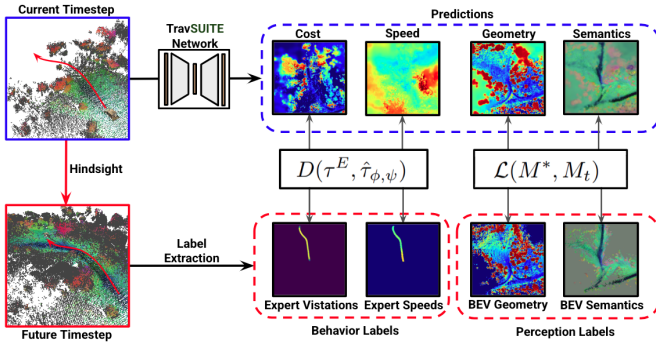 Current Timestep
TravSUITE
Network
Predictions
Cost
Speed
Geometry
Semantics
Hindsight
D(τ^E, τ̂_{ϕ,ψ})
ℒ(M*, M_t)
Label
Extraction
Expert Vistations
Expert Speeds
BEV Geometry
BEV Semantics
Future Timestep
Behavior Labels
Perception Labels